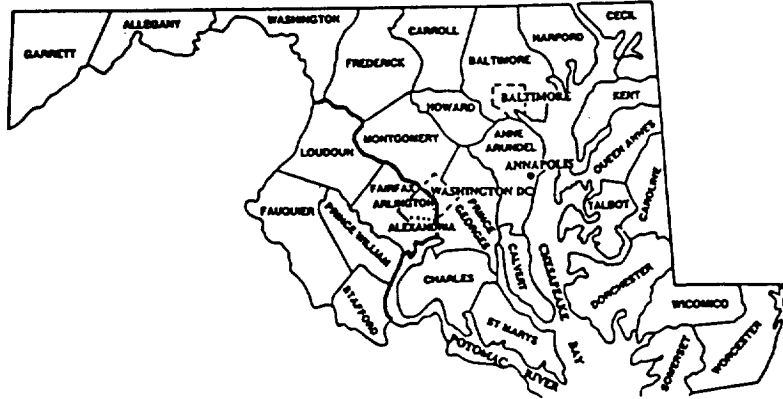 GARRETT
ALLEGANY
WASHINGTON
FREDERICK
CARROLL
BALTIMORE
HARFORD
CECIL
HOWARD
BALTIMORE
KENT
MONTGOMERY
ANNE
ARUNDEL
ANNAPOLIS
QUEEN ANNE'S
LOUDOUN
FAIRFAX
ARLINGTON
ALEXANDRIA
WASHINGTON DC
PRINCE
GEORGES
TALBOT
CAROLINE
FAUQUIER
PRINCE WILLIAM
STAFFORD
CHARLES
CALVERT
CHESAPEAKE
BAY
DORCHESTER
WICOMICO
ST MARYS
POTOMAC
RIVER
SOMERSET
WORCESTER